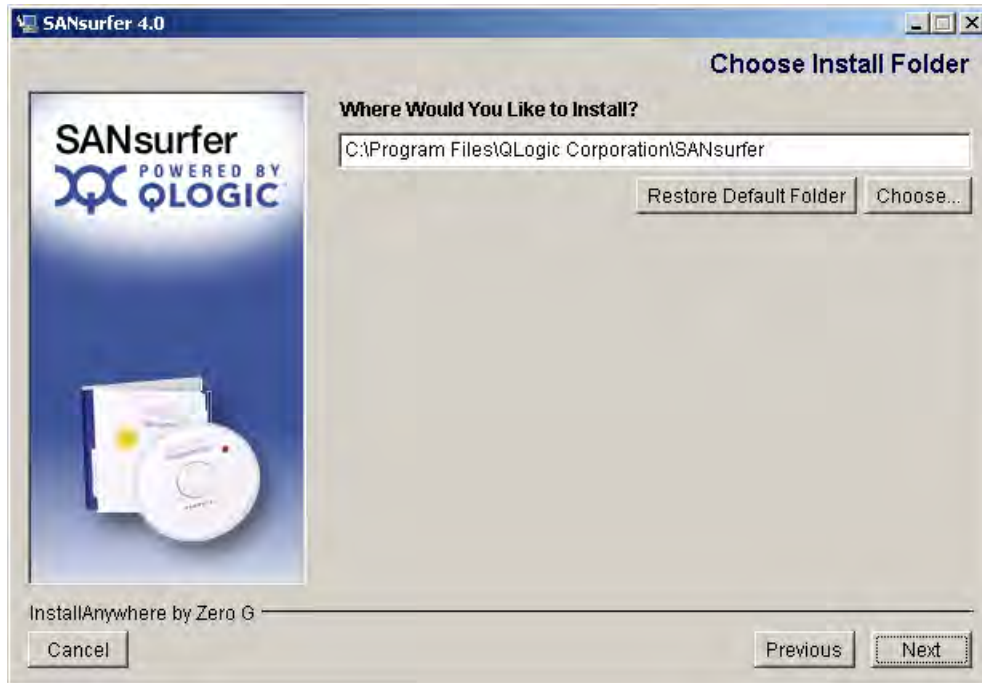 SANsurfer 4.0
Choose Install Folder
SANsurfer
POWERED BY
QLOGIC
Where Would You Like to Install?
C:\Program Files\QLogic Corporation\SANsurfer
Restore Default Folder
Choose...
InstallAnywhere by Zero G
Cancel
Previous
Next